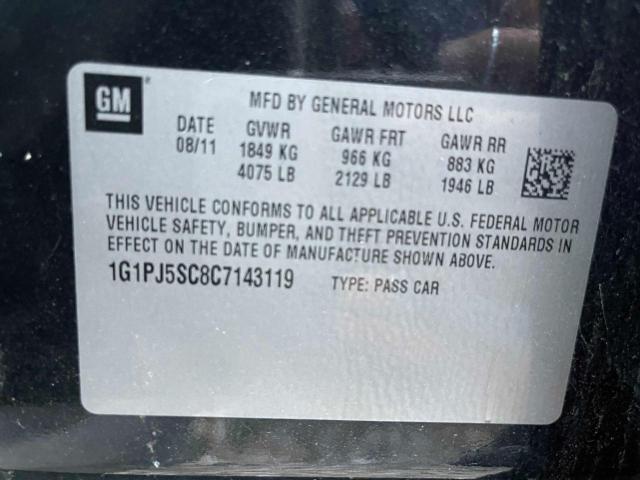 GM
MFD BY GENERAL MOTORS LLC
DATE GVWR GAWR FRT GAWR RR
08/11 1849 KG 966 KG 883 KG
4075 LB 2129 LB 1946 LB
THIS VEHICLE CONFORMS TO ALL APPLICABLE U.S. FEDERAL MOTOR
VEHICLE SAFETY, BUMPER, AND THEFT PREVENTION STANDARDS IN
EFFECT ON THE DATE OF MANUFACTURE SHOWN ABOVE.
1G1PJ5SC8C7143119 TYPE: PASS CAR